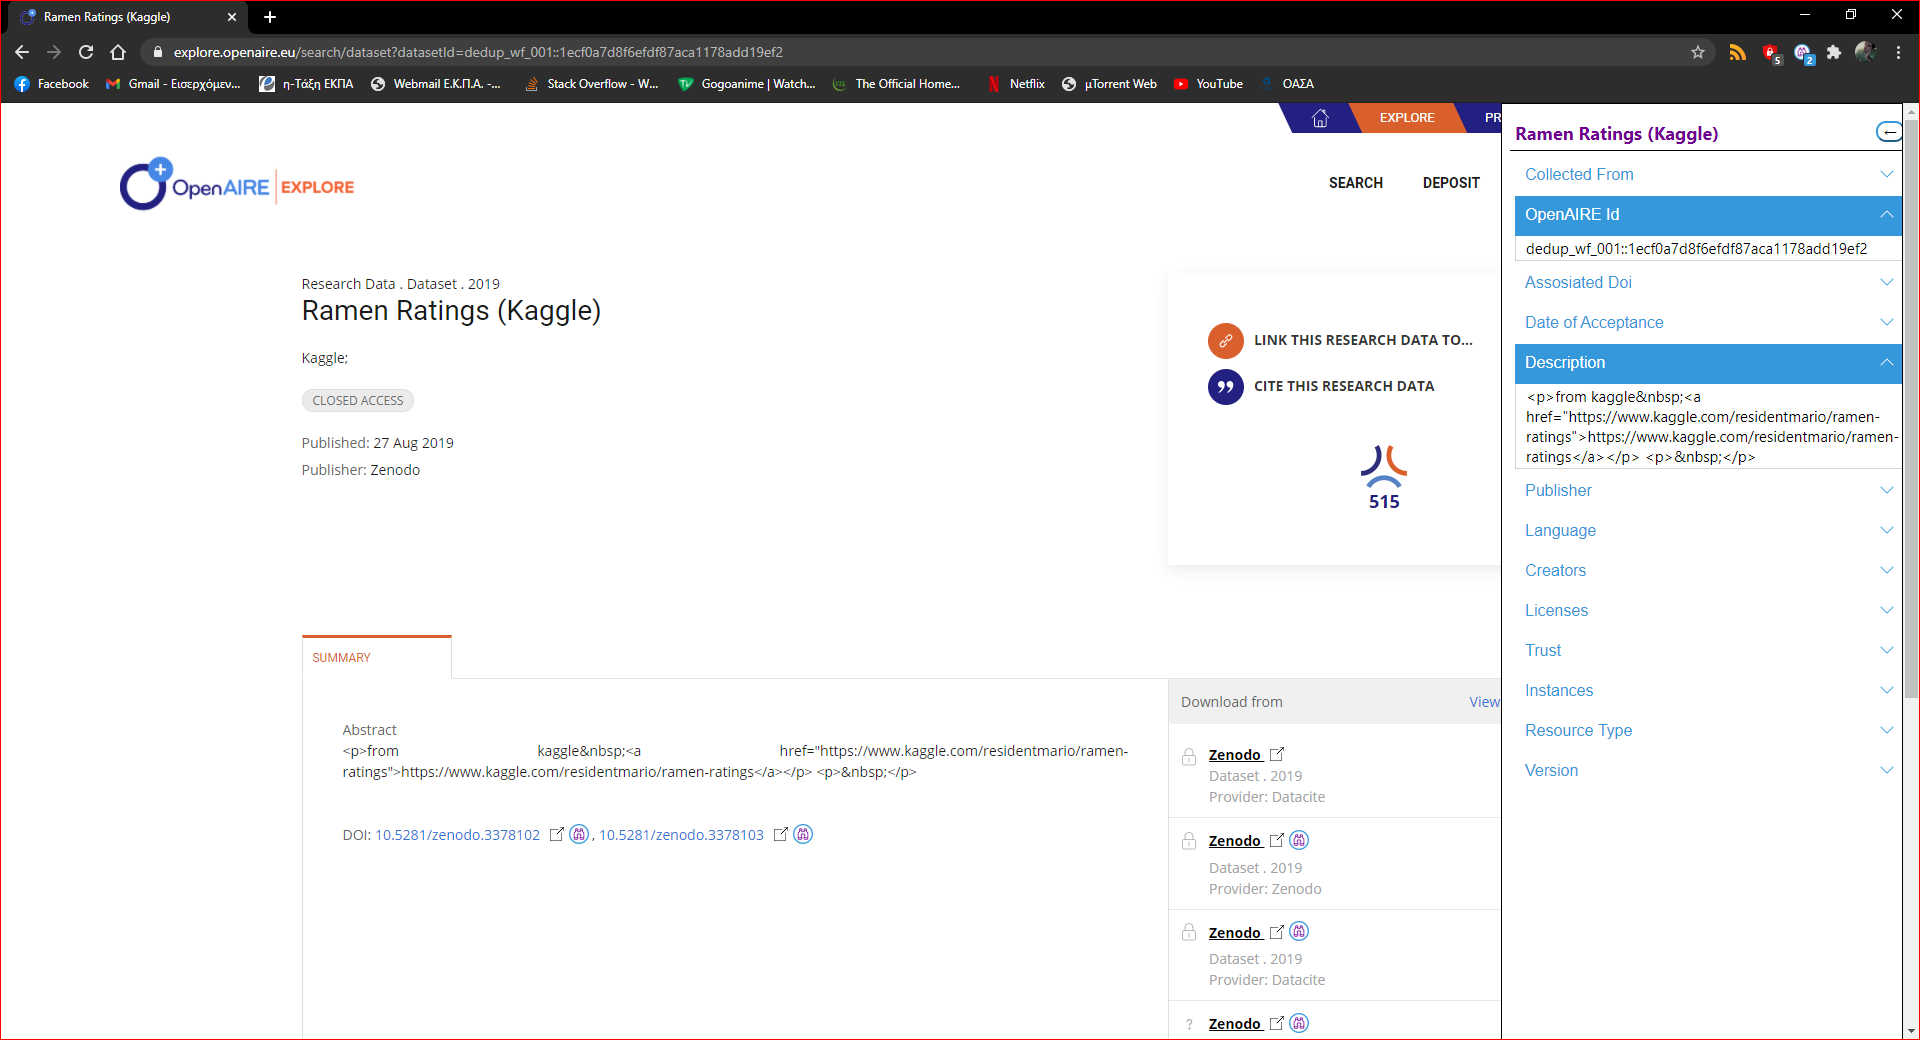 Ramen Ratings (Kaggle)
explore.openaire.eu/search/dataset?datasetId=dedup_wf_001::1ecf0a7d8f6efdf87aca1178add19ef2
5
2
Facebook
Gmail - Εισερχόμεν...
η-Τάξη ΕΚΠΑ
Webmail Ε.Κ.Π.Α. -...
Stack Overflow - W...
Gogoanime | Watch...
The Official Home...
Netflix
μTorrent Web
YouTube
ΟΑΣΑ
EXPLORE
PR
OpenAIRE EXPLORE
SEARCH
DEPOSIT
Research Data . Dataset . 2019
Ramen Ratings (Kaggle)
Kaggle;
CLOSED ACCESS
Published: 27 Aug 2019
Publisher: Zenodo
LINK THIS RESEARCH DATA TO...
CITE THIS RESEARCH DATA
515
SUMMARY
Abstract
<p>from kaggle&nbsp;<a href="https://www.kaggle.com/residentmario/ramen-
ratings">https://www.kaggle.com/residentmario/ramen-ratings</a></p> <p>&nbsp;</p>
DOI: 10.5281/zenodo.3378102 , 10.5281/zenodo.3378103
Download from
View
Zenodo
Dataset . 2019
Provider: Datacite
Zenodo
Dataset . 2019
Provider: Zenodo
Zenodo
Dataset . 2019
Provider: Datacite
? Zenodo
Ramen Ratings (Kaggle)
Collected From
OpenAIRE Id
dedup_wf_001::1ecf0a7d8f6efdf87aca1178add19ef2
Assosiated Doi
Date of Acceptance
Description
<p>from kaggle&nbsp;<a
href="https://www.kaggle.com/residentmario/ramen-
ratings">https://www.kaggle.com/residentmario/ramen-
ratings</a></p> <p>&nbsp;</p>
Publisher
Language
Creators
Licenses
Trust
Instances
Resource Type
Version